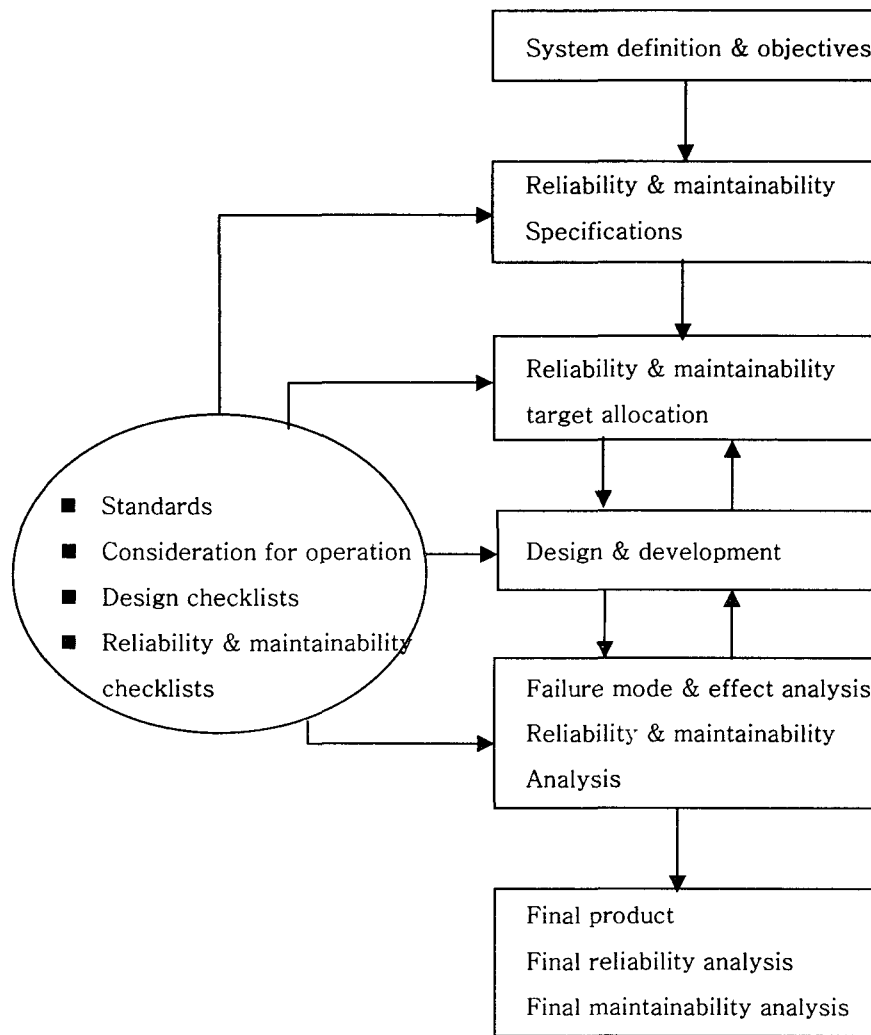 System definition & objectives
Reliability & maintainability
Specifications
Reliability & maintainability
target allocation
Standards
Consideration for operation
Design checklists
Reliability & maintainability
checklists
Design & development
Failure mode & effect analysis
Reliability & maintainability
Analysis
Final product
Final reliability analysis
Final maintainability analysis